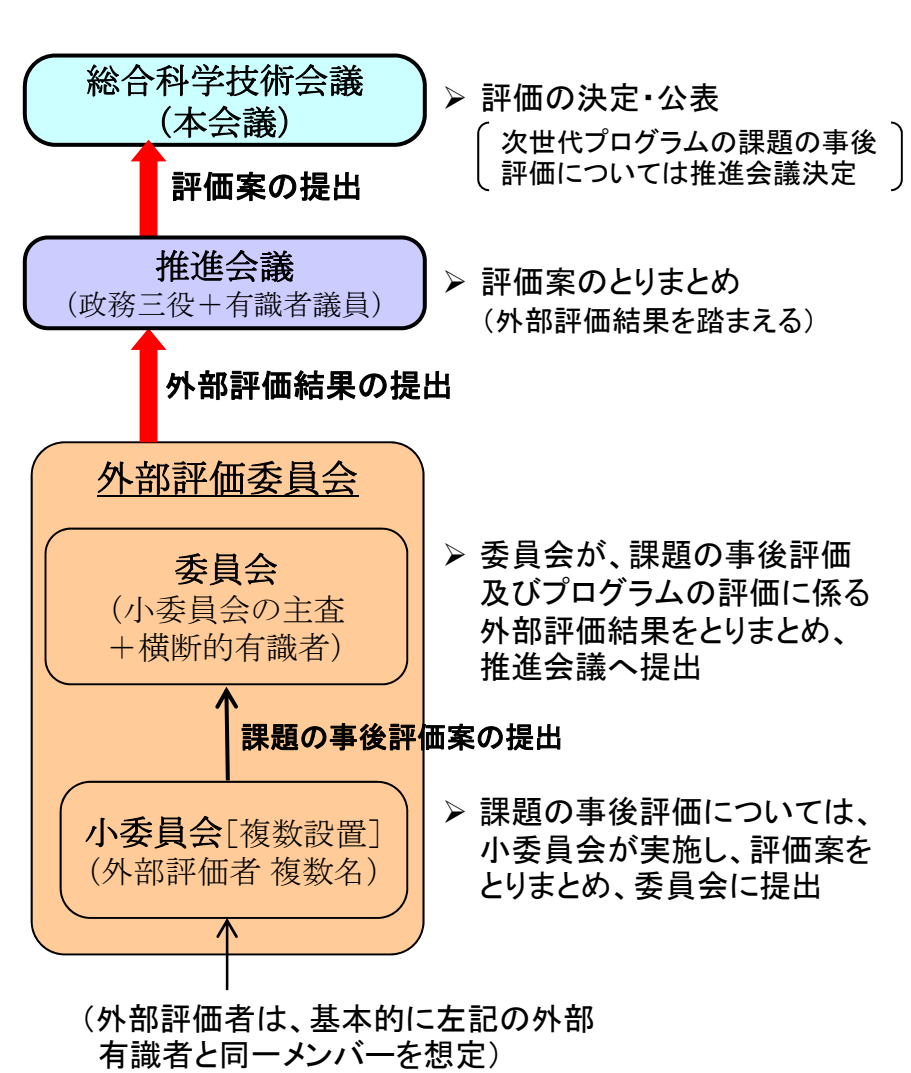 総合科学技術会議
（本会議）
➢ 評価の決定・公表
次世代プログラムの課題の事後
評価については推進会議決定
評価案の提出
推進会議
（政務三役＋有識者議員）
➢ 評価案のとりまとめ
（外部評価結果を踏まえる）
外部評価結果の提出
外部評価委員会
委員会
（小委員会の主査
＋横断的有識者）
➢ 委員会が、課題の事後評価
及びプログラムの評価に係る
外部評価結果をとりまとめ、
推進会議へ提出
課題の事後評価案の提出
小委員会［複数設置］
（外部評価者 複数名）
➢ 課題の事後評価については、
小委員会が実施し、評価案を
とりまとめ、委員会に提出
（外部評価者は、基本的に左記の外部
有識者と同一メンバーを想定）